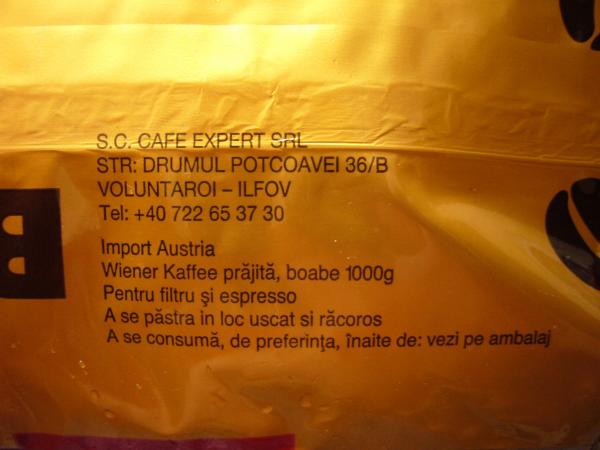 S.C. CAFE EXPERT SRL
STR: DRUMUL POTCOAVEI 36/B
VOLUNTAROI – ILFOV
Tel: +40 722 65 37 30
Import Austria
Wiener Kaffee prăjită, boabe 1000g
Pentru filtru şi espresso
A se păstra in loc uscat si răcoros
A se consumă, de preferinţa, înaite de: vezi pe ambalaj
B